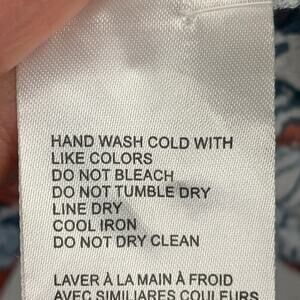 HAND WASH COLD WITH
LIKE COLORS
DO NOT BLEACH
DO NOT TUMBLE DRY
LINE DRY
COOL IRON
DO NOT DRY CLEAN
LAVER À LA MAIN À FROID
AVEC SIMILIARES COULEURS